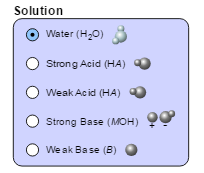 Solution
Water (H₂O)
Strong Acid (HA)
Weak Acid (HA)
Strong Base (MOH)
+ -
Weak Base (B)